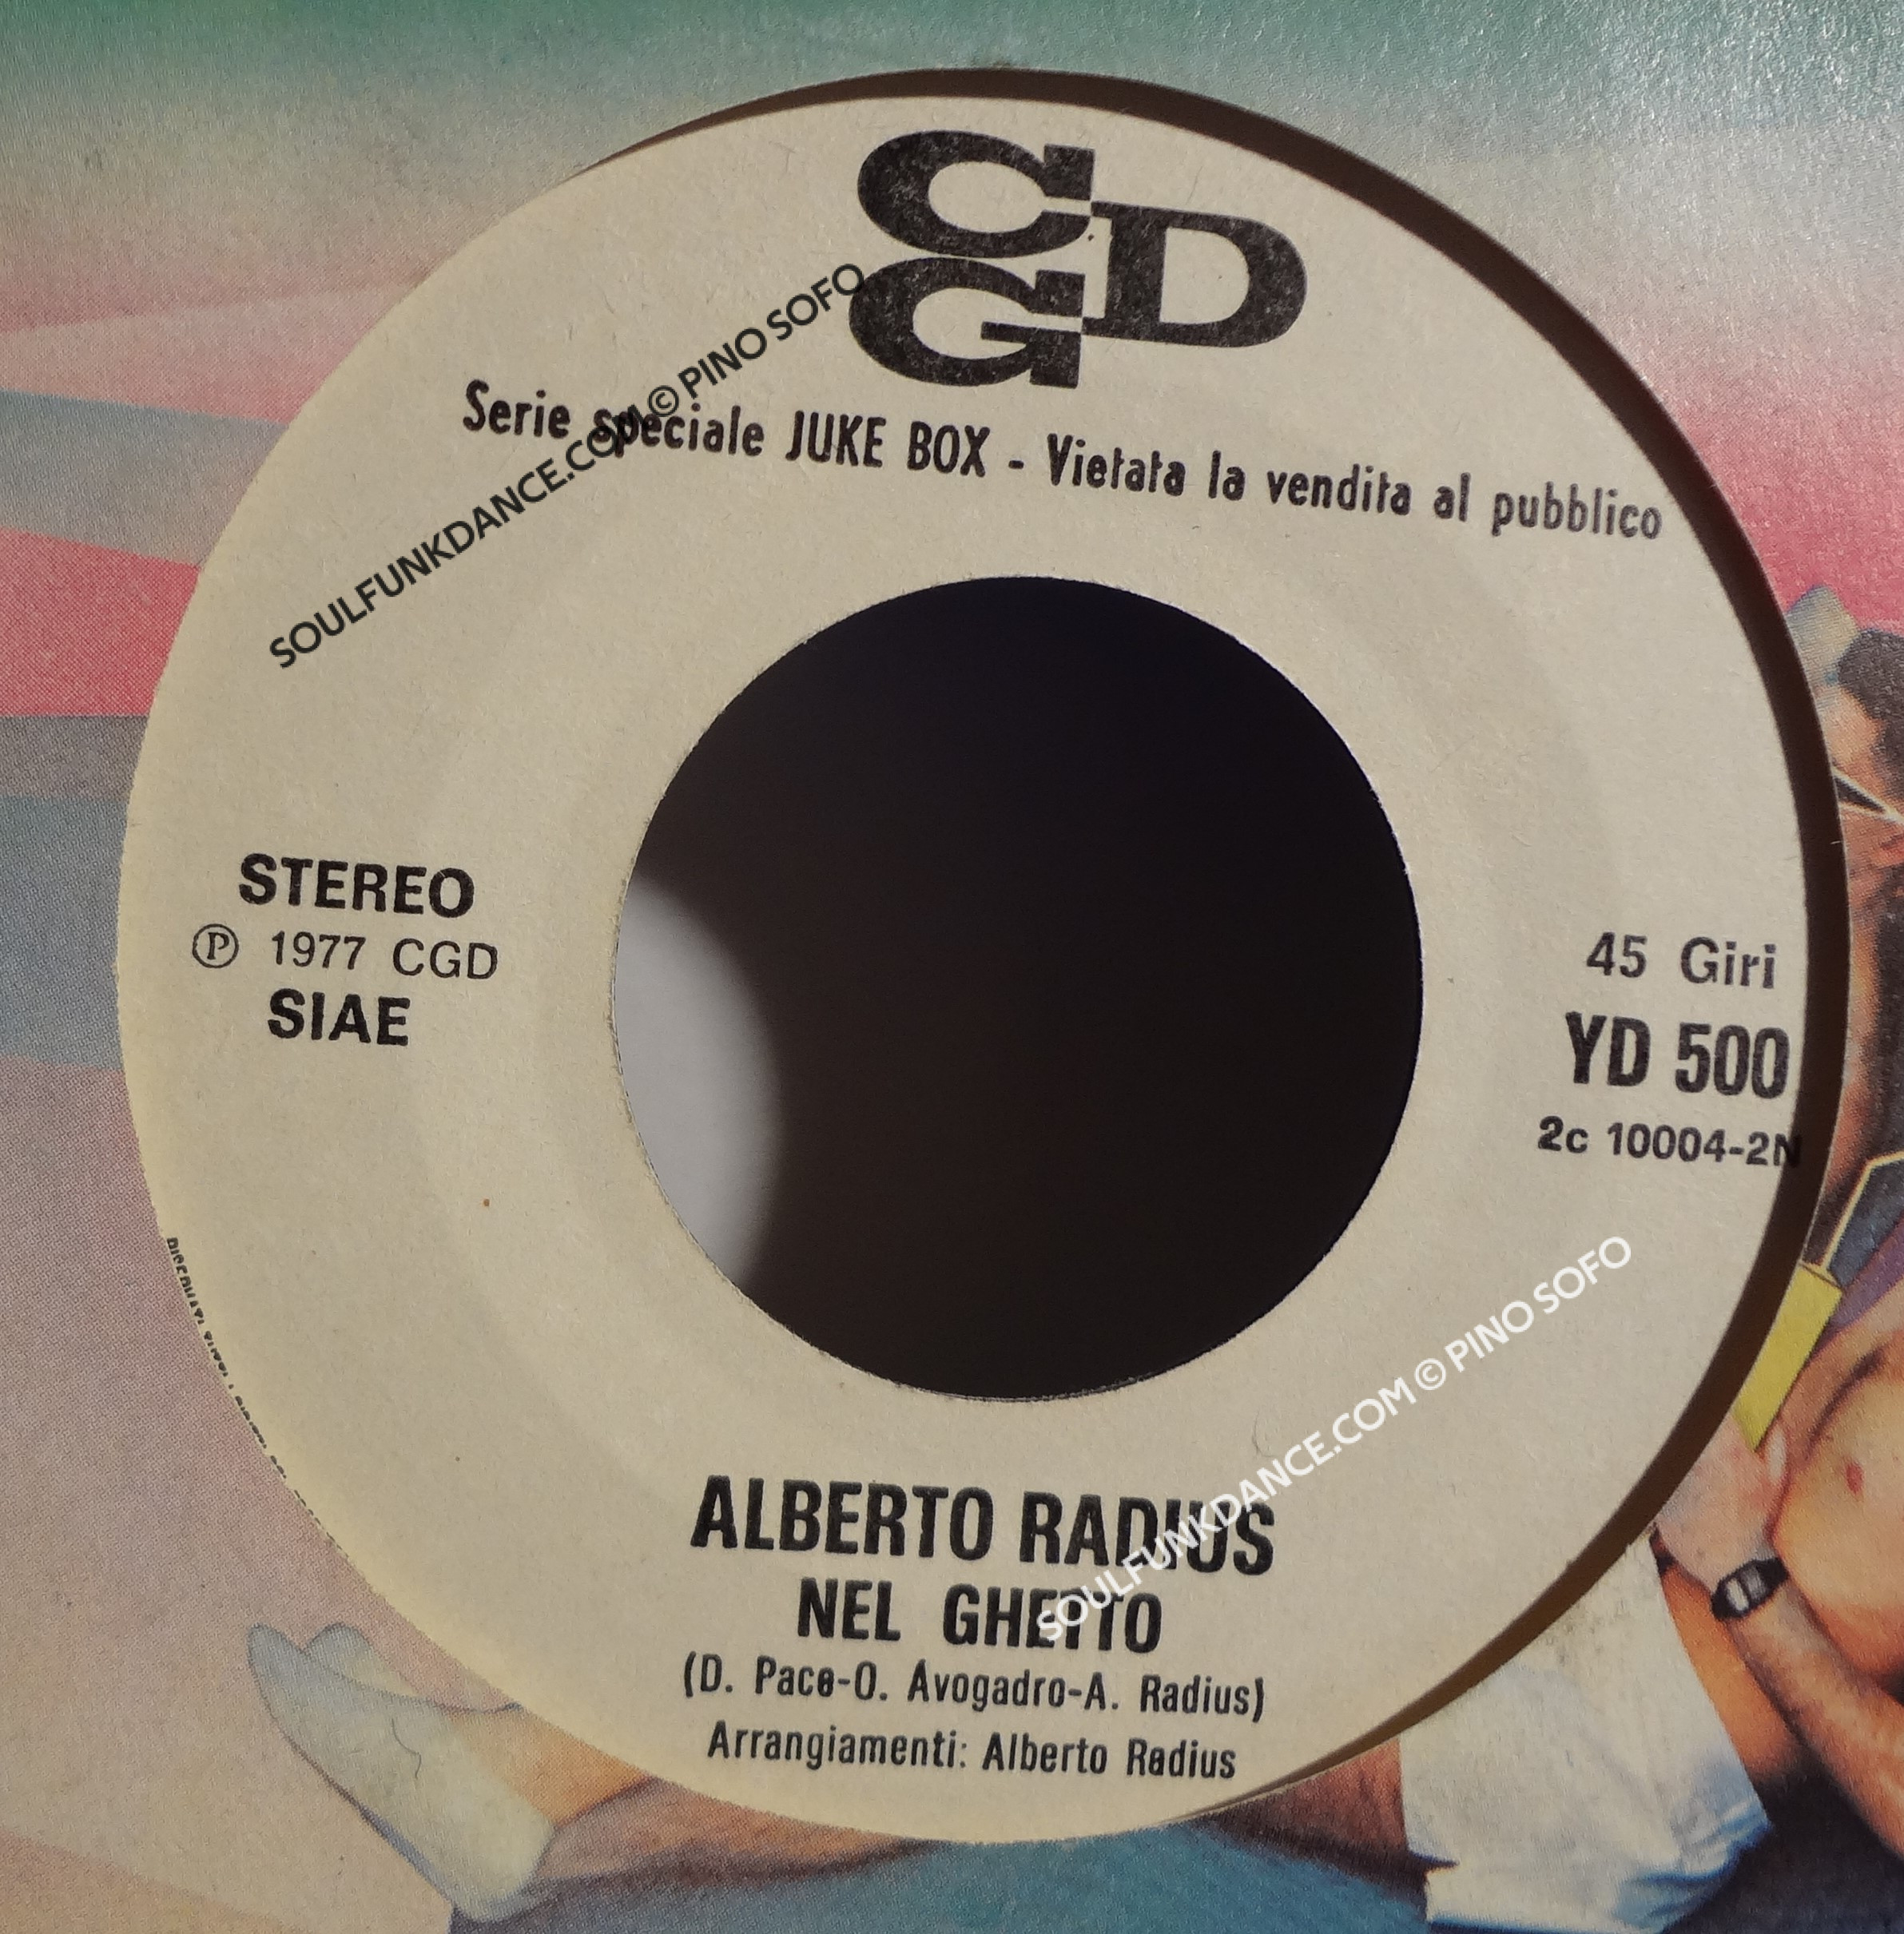 CGD
Serie speciale JUKE BOX - Vietata la vendita al pubblico
SOULFUNKDANCE.COM © PINO SOFO
STEREO
Ⓟ 1977 CGD
SIAE
45 Giri
YD 500
2c 10004-2N
SOULFUNKDANCE.COM © PINO SOFO
ALBERTO RADIUS
NEL GHETTO
(D. Pace-O. Avogadro-A. Radius)
Arrangiamenti: Alberto Radius